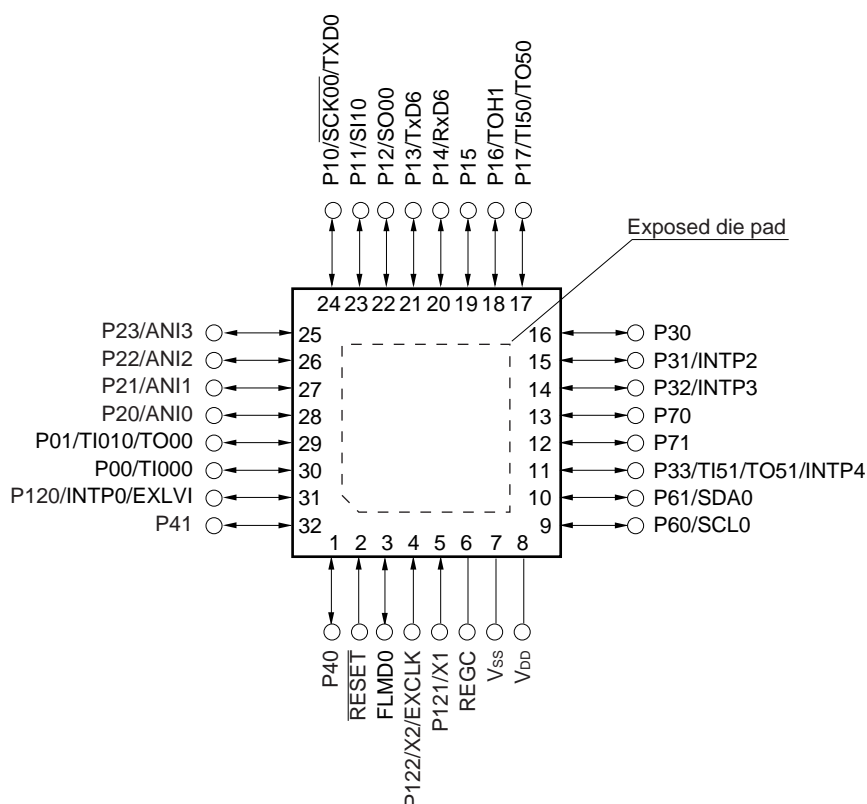 P10/SCK00/TXD0
P11/SI10
P12/SO00
P13/TxD6
P14/RxD6
P15
P16/TOH1
P17/TI50/TO50
Exposed die pad
24 23 22 21 20 19 18 17
P23/ANI3 25
P22/ANI2 26
P21/ANI1 27
P20/ANI0 28
P01/TI010/TO00 29
P00/TI000 30
P120/INTP0/EXLVI 31
P41 32
16 P30
15 P31/INTP2
14 P32/INTP3
13 P70
12 P71
11 P33/TI51/TO51/INTP4
10 P61/SDA0
9 P60/SCL0
1 2 3 4 5 6 7 8
P40
RESET
FLMD0
P122/X2/EXCLK
P121/X1
REGC
VSS
VDD